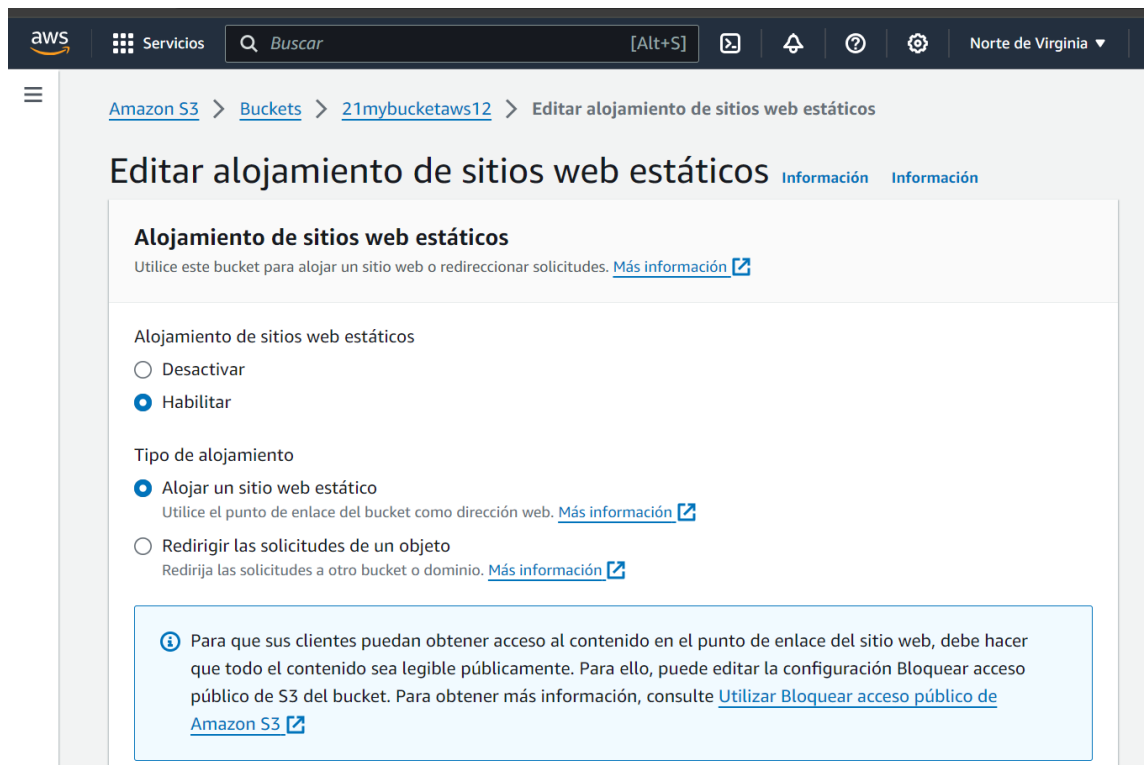 aws Servicios Buscar [Alt+S] Norte de Virginia
Amazon S3 > Buckets > 21mybucketaws12 > Editar alojamiento de sitios web estáticos
Editar alojamiento de sitios web estáticos Información Información
Alojamiento de sitios web estáticos
Utilice este bucket para alojar un sitio web o redireccionar solicitudes. Más información
Alojamiento de sitios web estáticos
Desactivar
Habilitar
Tipo de alojamiento
Alojar un sitio web estático
Utilice el punto de enlace del bucket como dirección web. Más información
Redirigir las solicitudes de un objeto
Redirija las solicitudes a otro bucket o dominio. Más información
Para que sus clientes puedan obtener acceso al contenido en el punto de enlace del sitio web, debe hacer
que todo el contenido sea legible públicamente. Para ello, puede editar la configuración Bloquear acceso
público de S3 del bucket. Para obtener más información, consulte Utilizar Bloquear acceso público de
Amazon S3